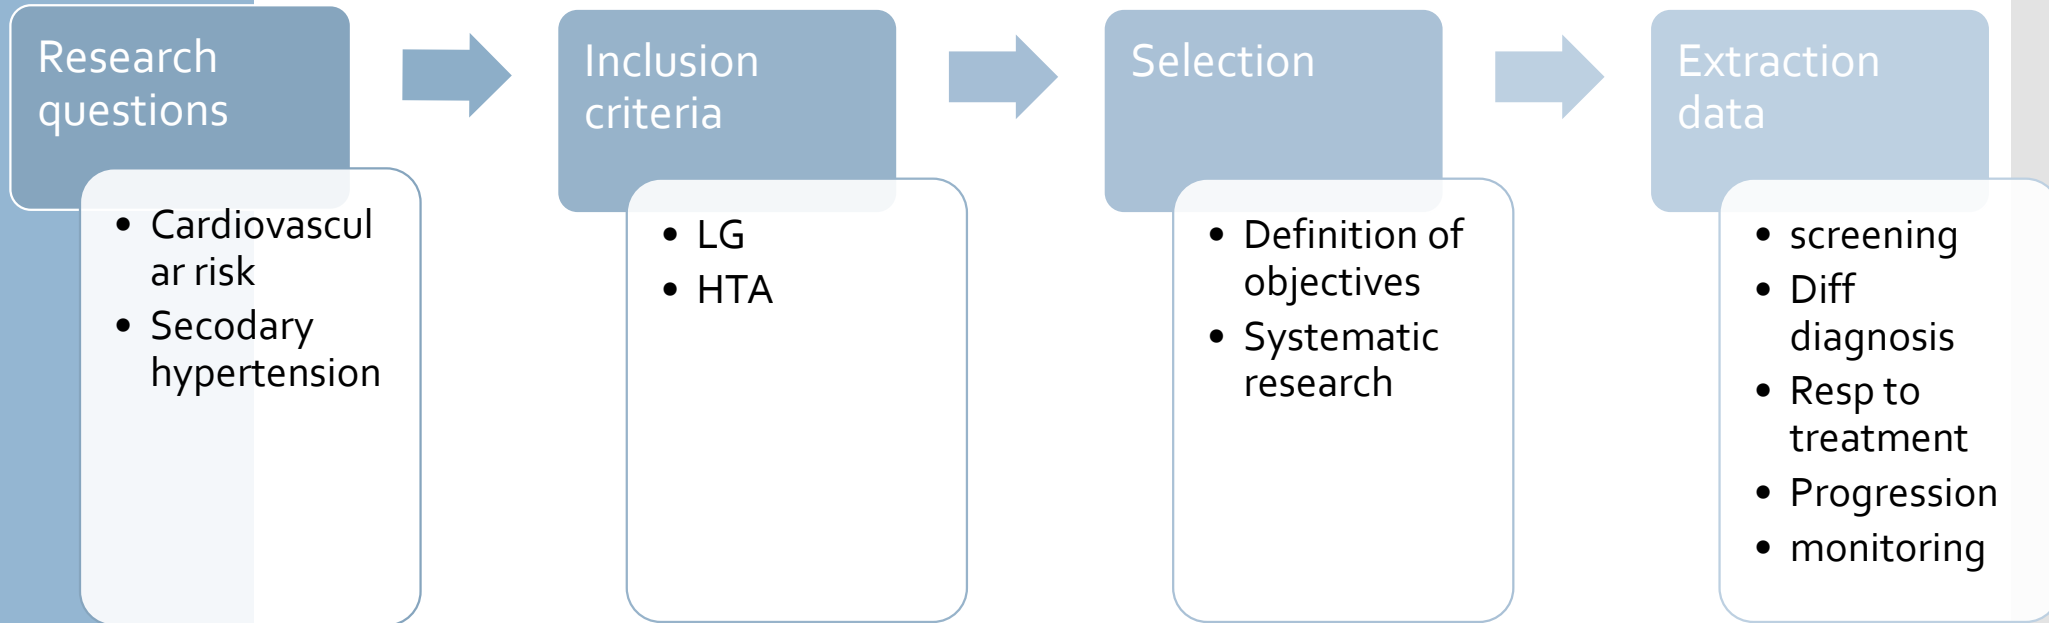 Research
questions
• Cardiovascul
ar risk
• Secodary
hypertension
Inclusion
criteria
• LG
• HTA
Selection
• Definition of
objectives
• Systematic
research
Extraction
data
• screening
• Diff
diagnosis
• Resp to
treatment
• Progression
• monitoring